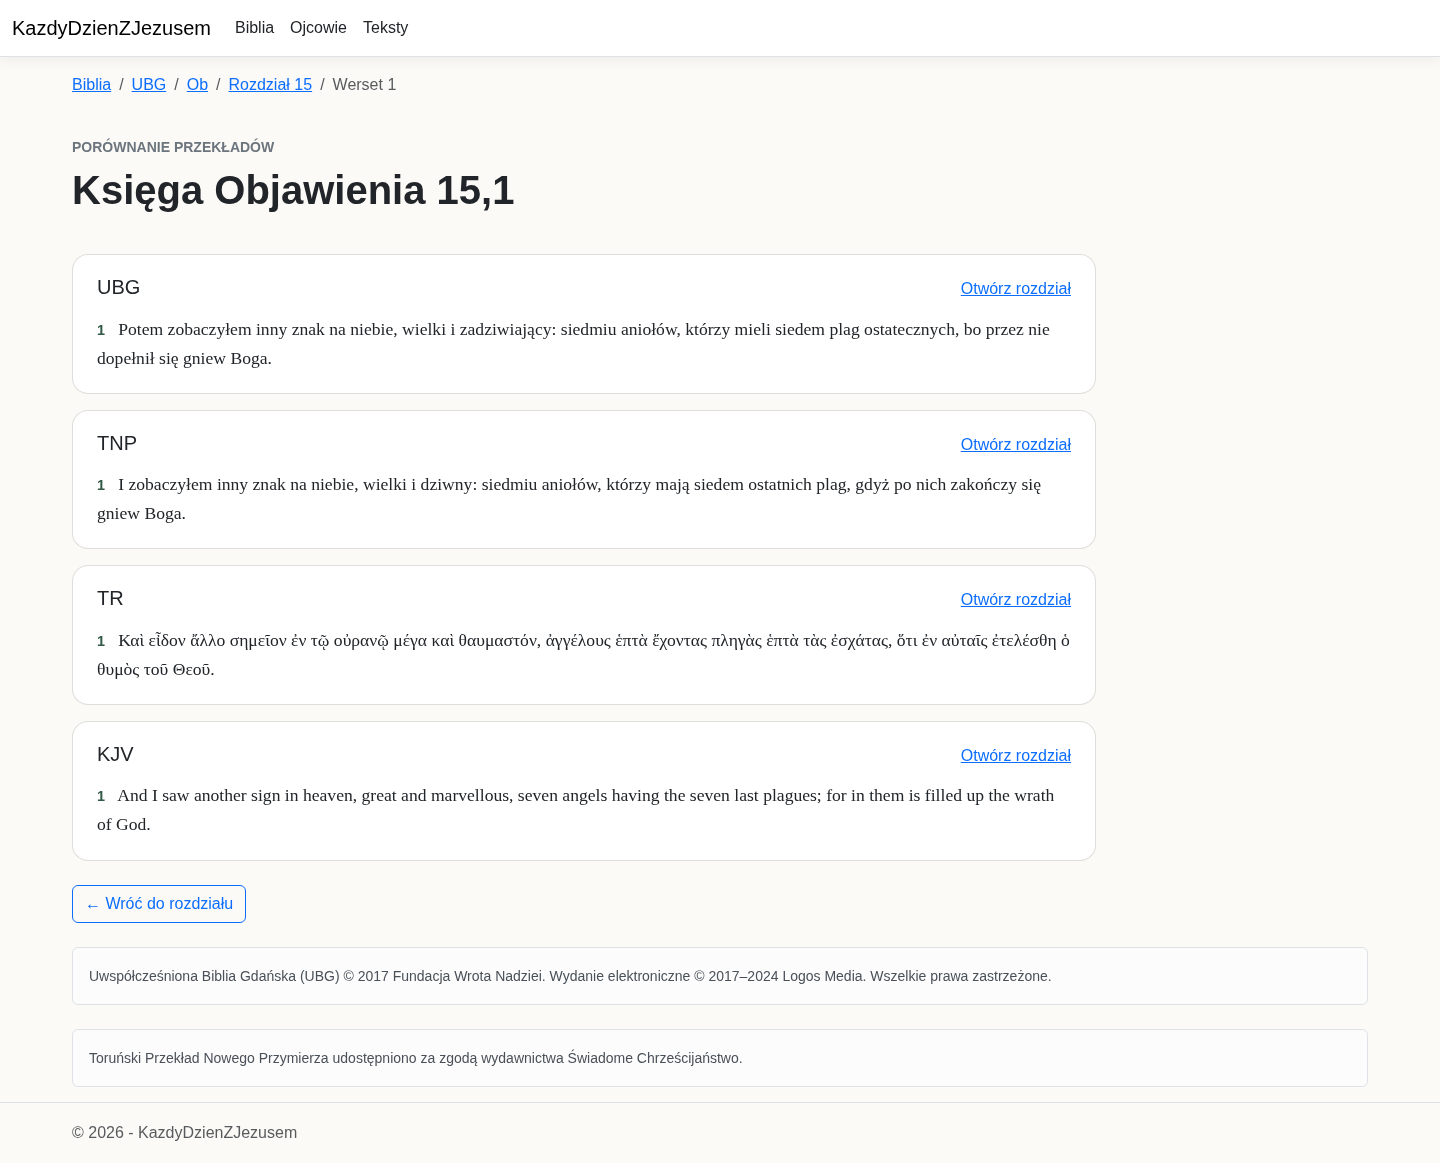 KazdyDzienZJezusem Biblia Ojcowie Teksty
Biblia / UBG / Ob / Rozdział 15 / Werset 1
PORÓWNANIE PRZEKŁADÓW
Księga Objawienia 15,1
UBG Otwórz rozdział
1 Potem zobaczyłem inny znak na niebie, wielki i zadziwiający: siedmiu aniołów, którzy mieli siedem plag ostatecznych, bo przez nie
dopełnił się gniew Boga.
TNP Otwórz rozdział
1 I zobaczyłem inny znak na niebie, wielki i dziwny: siedmiu aniołów, którzy mają siedem ostatnich plag, gdyż po nich zakończy się
gniew Boga.
TR Otwórz rozdział
1 Καὶ εἶδον ἄλλο σημεῖον ἐν τῷ οὐρανῷ μέγα καὶ θαυμαστόν, ἀγγέλους ἑπτὰ ἔχοντας πληγὰς ἑπτὰ τὰς ἐσχάτας, ὅτι ἐν αὐταῖς ἐτελέσθη ὁ
θυμὸς τοῦ Θεοῦ.
KJV Otwórz rozdział
1 And I saw another sign in heaven, great and marvellous, seven angels having the seven last plagues; for in them is filled up the wrath
of God.
← Wróć do rozdziału
Uwspółcześniona Biblia Gdańska (UBG) © 2017 Fundacja Wrota Nadziei. Wydanie elektroniczne © 2017–2024 Logos Media. Wszelkie prawa zastrzeżone.
Toruński Przekład Nowego Przymierza udostępniono za zgodą wydawnictwa Świadome Chrześcijaństwo.
© 2026 - KazdyDzienZJezusem